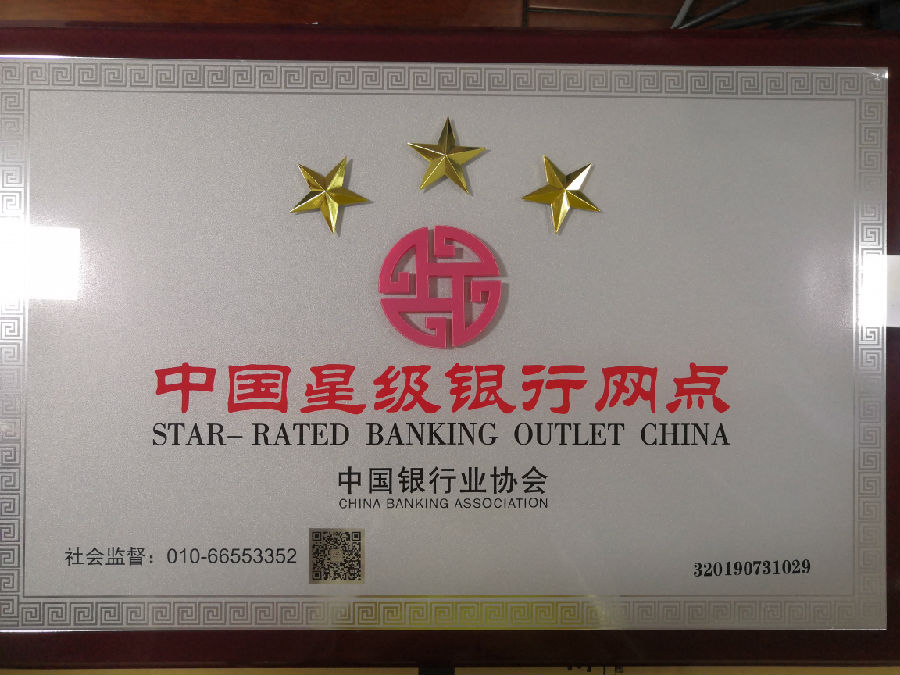 中国星级银行网点
STAR- RATED BANKING OUTLET CHINA
中国银行业协会
CHINA BANKING ASSOCIATION
社会监督：010-66553352
320190731029